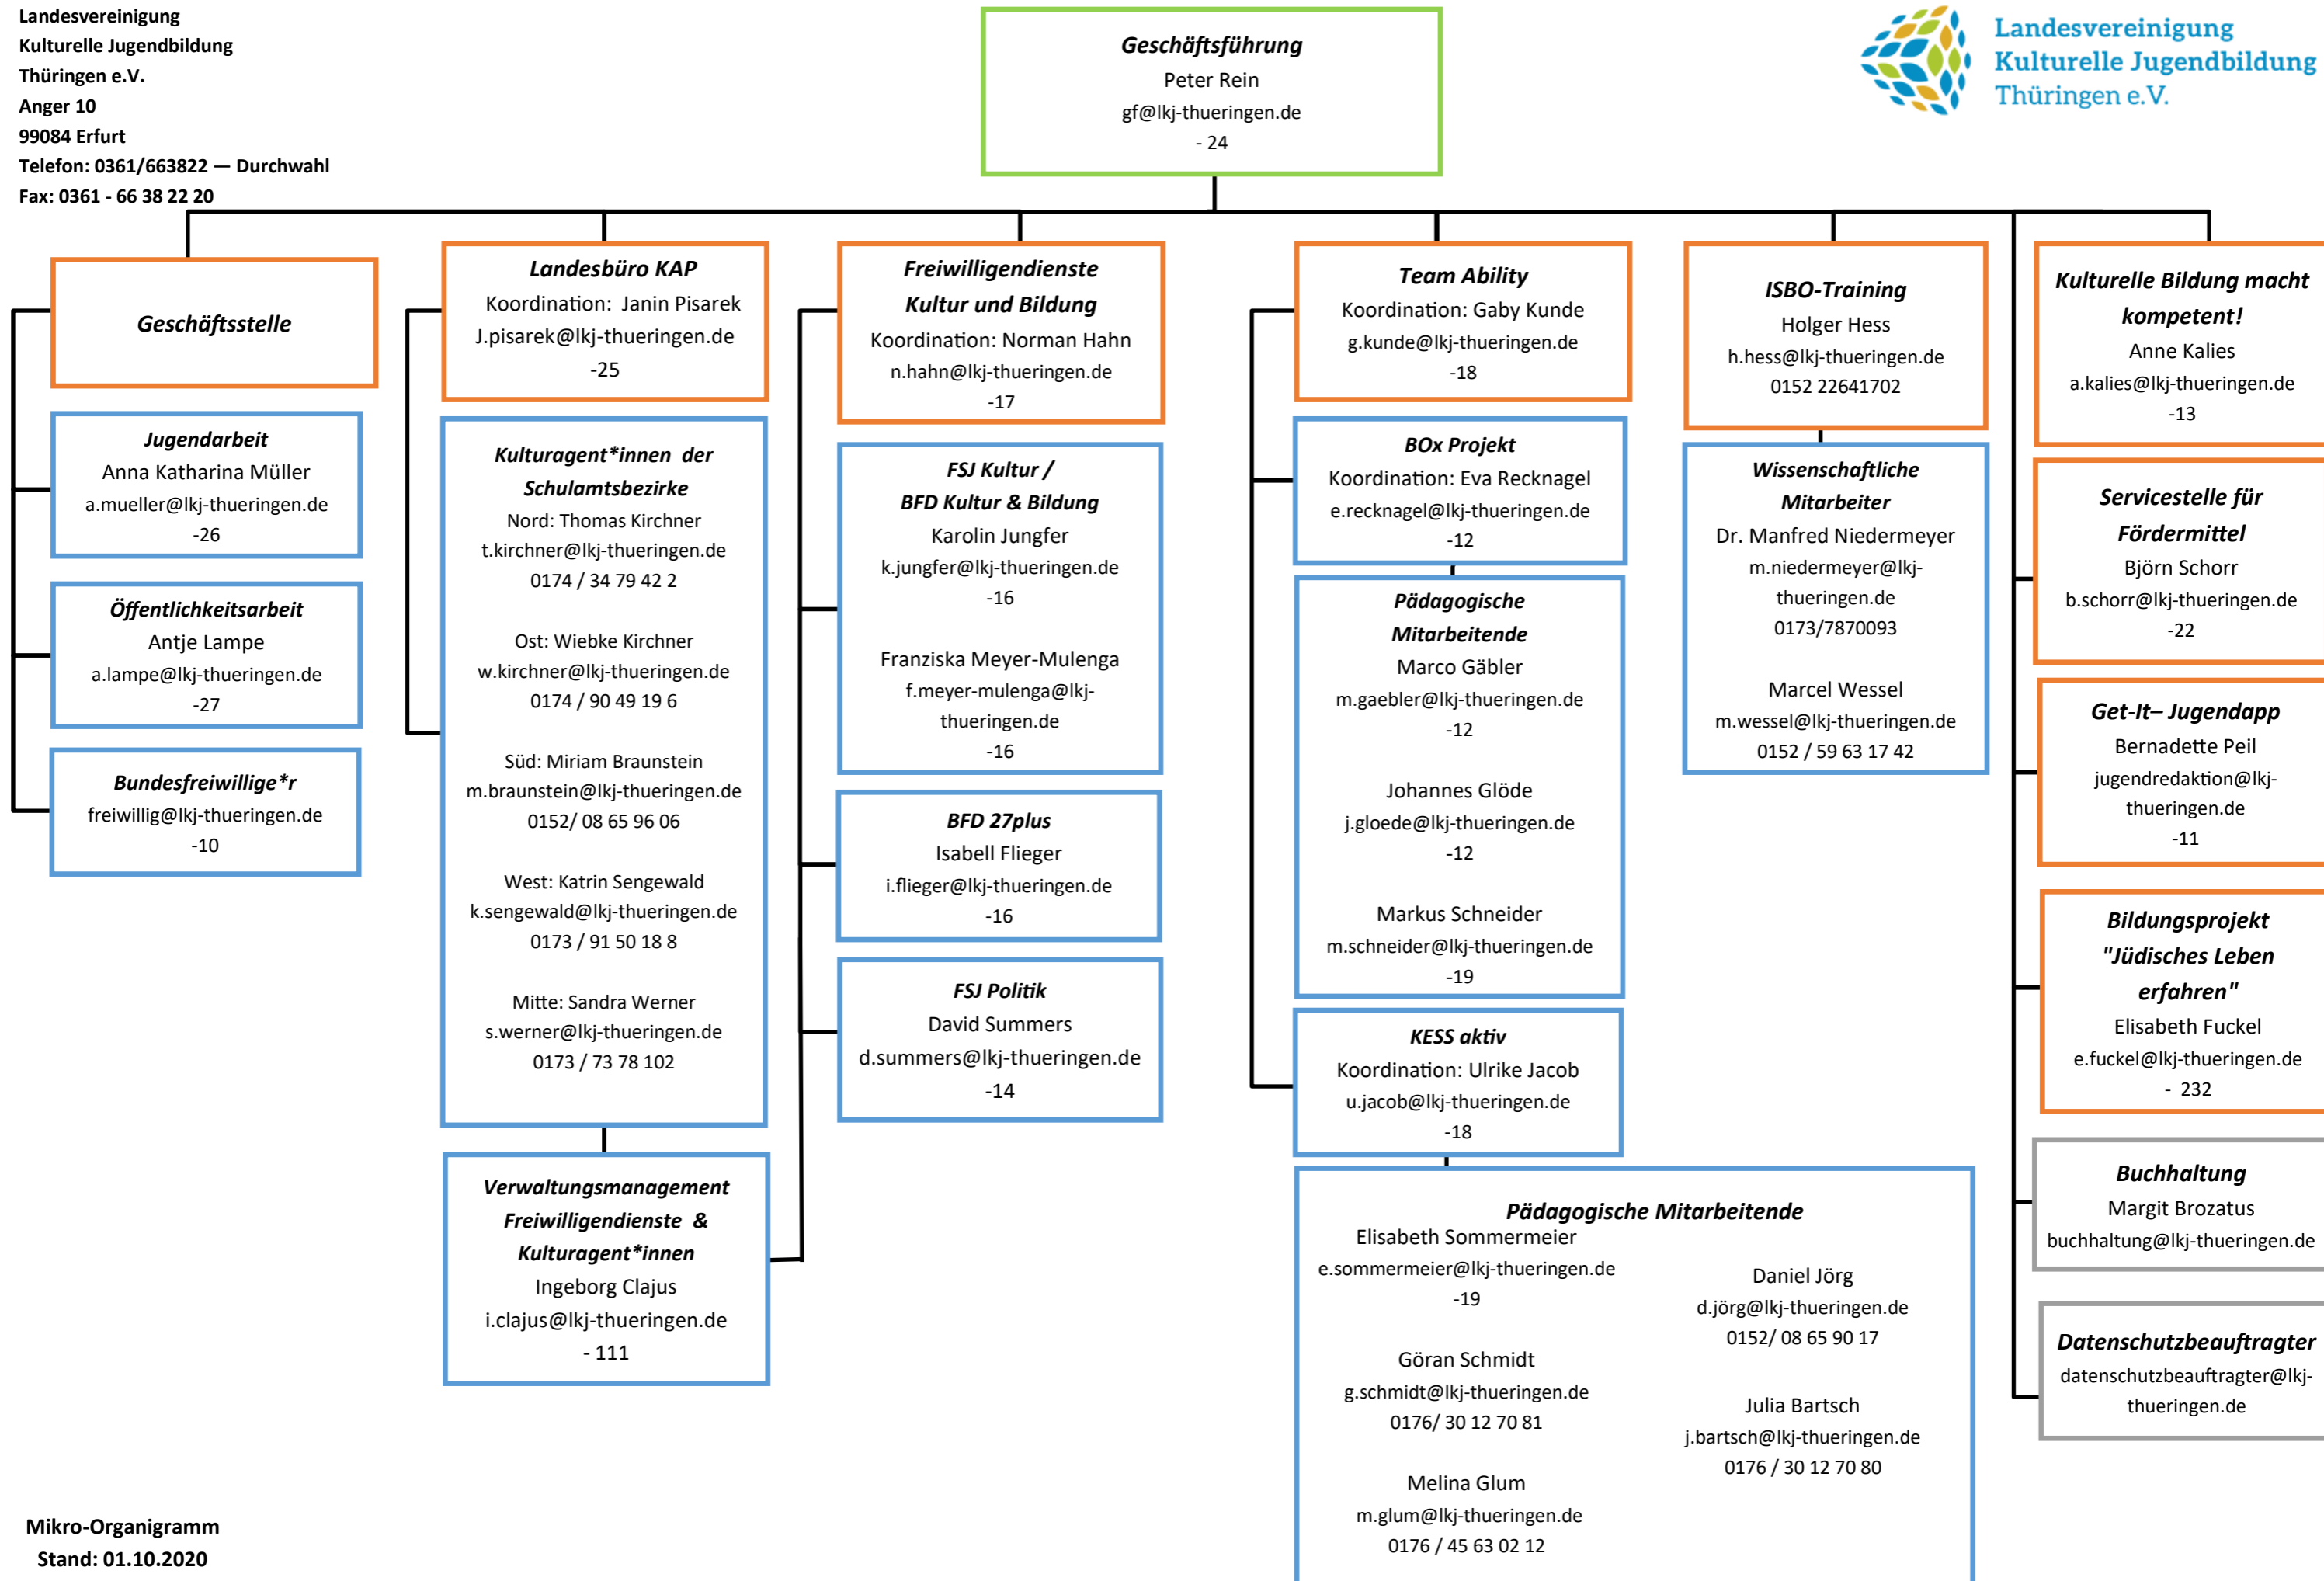 Landesvereinigung
Kulturelle Jugendbildung
Thüringen e.V.
Anger 10
99084 Erfurt
Telefon: 0361/663822 — Durchwahl
Fax: 0361 - 66 38 22 20
Geschäftsführung
Peter Rein
gf@lkj-thueringen.de
- 24
Landesvereinigung
Kulturelle Jugendbildung
Thüringen e.V.
Geschäftsstelle
Jugendarbeit
Anna Katharina Müller
a.mueller@lkj-thueringen.de
-26
Öffentlichkeitsarbeit
Antje Lampe
a.lampe@lkj-thueringen.de
-27
Bundesfreiwillige*r
freiwillig@lkj-thueringen.de
-10
Landesbüro KAP
Koordination: Janin Pisarek
J.pisarek@lkj-thueringen.de
-25
Kulturagent*innen der
Schulamtsbezirke
Nord: Thomas Kirchner
t.kirchner@lkj-thueringen.de
0174 / 34 79 42 2
Ost: Wiebke Kirchner
w.kirchner@lkj-thueringen.de
0174 / 90 49 19 6
Süd: Miriam Braunstein
m.braunstein@lkj-thueringen.de
0152/ 08 65 96 06
West: Katrin Sengewald
k.sengewald@lkj-thueringen.de
0173 / 91 50 18 8
Mitte: Sandra Werner
s.werner@lkj-thueringen.de
0173 / 73 78 102
Verwaltungsmanagement
Freiwilligendienste &
Kulturagent*innen
Ingeborg Clajus
i.clajus@lkj-thueringen.de
- 111
Freiwilligendienste
Kultur und Bildung
Koordination: Norman Hahn
n.hahn@lkj-thueringen.de
-17
FSJ Kultur /
BFD Kultur & Bildung
Karolin Jungfer
k.jungfer@lkj-thueringen.de
-16
Franziska Meyer-Mulenga
f.meyer-mulenga@lkj-
thueringen.de
-16
BFD 27plus
Isabell Flieger
i.flieger@lkj-thueringen.de
-16
FSJ Politik
David Summers
d.summers@lkj-thueringen.de
-14
Team Ability
Koordination: Gaby Kunde
g.kunde@lkj-thueringen.de
-18
BOx Projekt
Koordination: Eva Recknagel
e.recknagel@lkj-thueringen.de
-12
Pädagogische
Mitarbeitende
Marco Gäbler
m.gaebler@lkj-thueringen.de
-12
Johannes Glöde
j.gloede@lkj-thueringen.de
-12
Markus Schneider
m.schneider@lkj-thueringen.de
-19
KESS aktiv
Koordination: Ulrike Jacob
u.jacob@lkj-thueringen.de
-18
Pädagogische Mitarbeitende
Elisabeth Sommermeier
e.sommermeier@lkj-thueringen.de
-19
Göran Schmidt
g.schmidt@lkj-thueringen.de
0176/ 30 12 70 81
Melina Glum
m.glum@lkj-thueringen.de
0176 / 45 63 02 12
Daniel Jörg
d.jörg@lkj-thueringen.de
0152/ 08 65 90 17
Julia Bartsch
j.bartsch@lkj-thueringen.de
0176 / 30 12 70 80
ISBO-Training
Holger Hess
h.hess@lkj-thueringen.de
0152 22641702
Wissenschaftliche
Mitarbeiter
Dr. Manfred Niedermeyer
m.niedermeyer@lkj-
thueringen.de
0173/7870093
Marcel Wessel
m.wessel@lkj-thueringen.de
0152 / 59 63 17 42
Kulturelle Bildung macht
kompetent!
Anne Kalies
a.kalies@lkj-thueringen.de
-13
Servicestelle für
Fördermittel
Björn Schorr
b.schorr@lkj-thueringen.de
-22
Get-It– Jugendapp
Bernadette Peil
jugendredaktion@lkj-
thueringen.de
-11
Bildungsprojekt
"Jüdisches Leben
erfahren"
Elisabeth Fuckel
e.fuckel@lkj-thueringen.de
- 232
Buchhaltung
Margit Brozatus
buchhaltung@lkj-thueringen.de
Datenschutzbeauftragter
datenschutzbeauftragter@lkj-
thueringen.de
Mikro-Organigramm
Stand: 01.10.2020